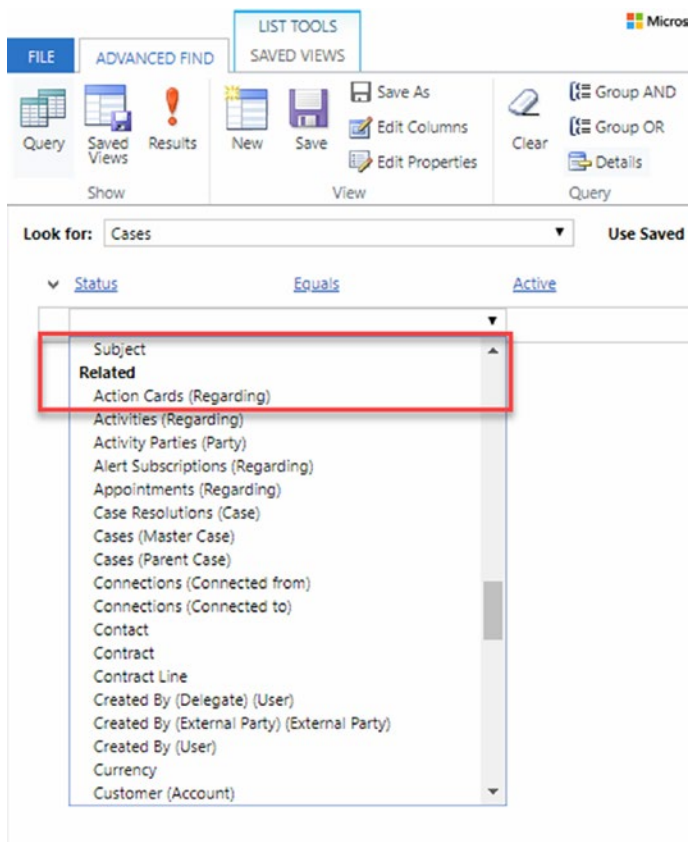 LIST TOOLS
Micros
FILE ADVANCED FIND SAVED VIEWS
Query Saved Views Results New Save Save As Edit Columns Edit Properties Clear Group AND Group OR Details
Show View Query
Look for: Cases Use Saved
Status Equals Active
Subject
Related
Action Cards (Regarding)
Activities (Regarding)
Activity Parties (Party)
Alert Subscriptions (Regarding)
Appointments (Regarding)
Case Resolutions (Case)
Cases (Master Case)
Cases (Parent Case)
Connections (Connected from)
Connections (Connected to)
Contact
Contract
Contract Line
Created By (Delegate) (User)
Created By (External Party) (External Party)
Created By (User)
Currency
Customer (Account)